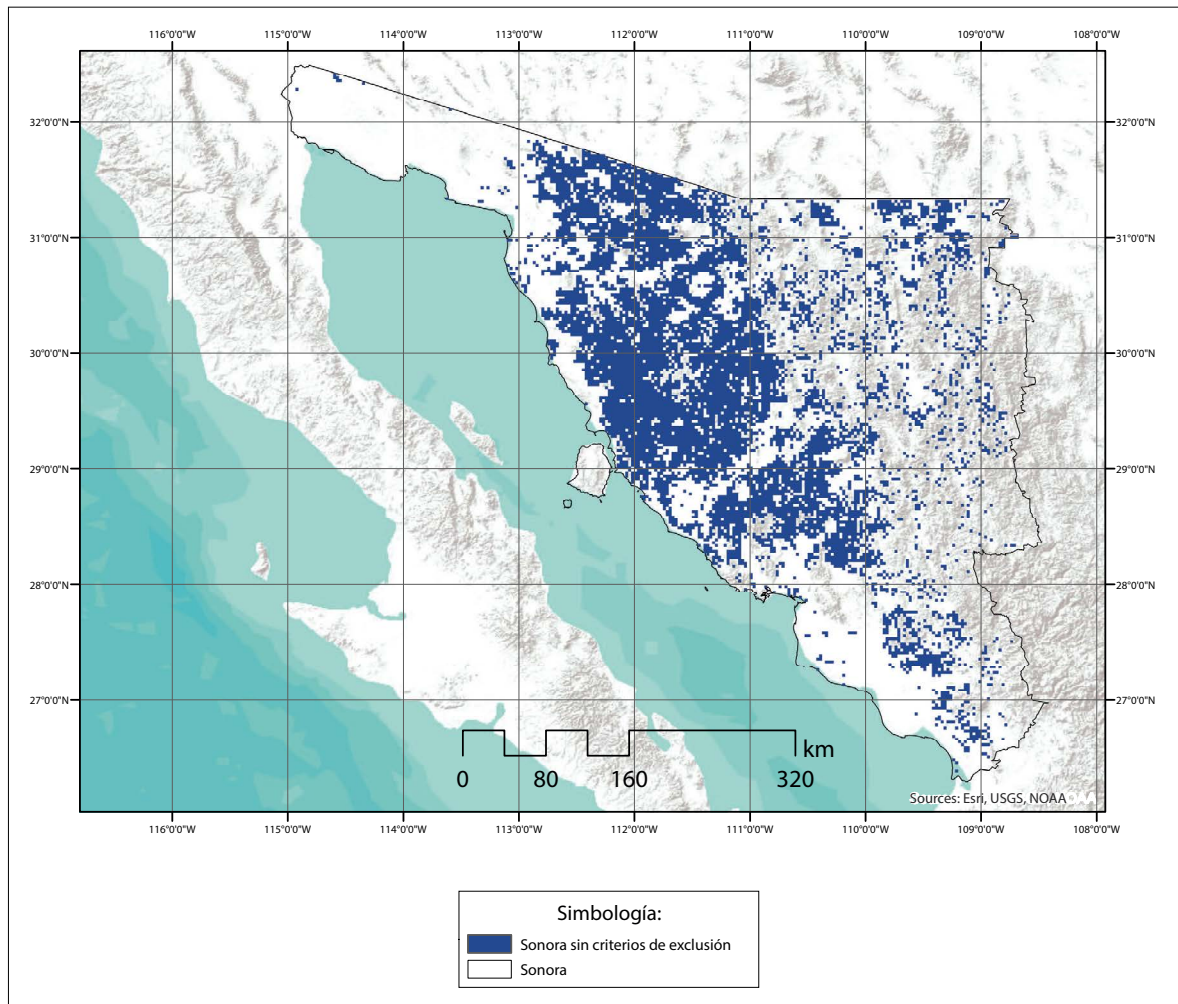 116°0'0"W 115°0'0"W 114°0'0"W 113°0'0"W 112°0'0"W 111°0'0"W 110°0'0"W 109°0'0"W 108°0'0"W
32°0'0"N 32°0'0"N
31°0'0"N 31°0'0"N
30°0'0"N 30°0'0"N
29°0'0"N 29°0'0"N
28°0'0"N 28°0'0"N
27°0'0"N 27°0'0"N
km
0 80 160 320
Sources: Esri, USGS, NOAA
116°0'0"W 115°0'0"W 114°0'0"W 113°0'0"W 112°0'0"W 111°0'0"W 110°0'0"W 109°0'0"W 108°0'0"W
Simbología:
Sonora sin criterios de exclusión
Sonora